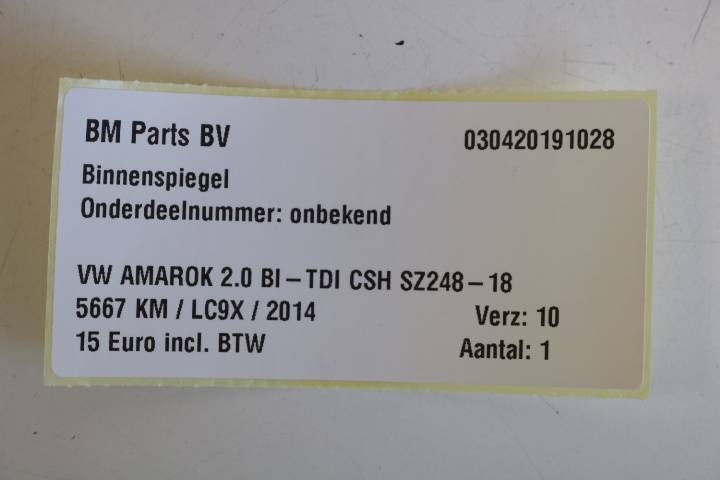 BM Parts BV 030420191028
Binnenspiegel
Onderdeelnummer: onbekend
VW AMAROK 2.0 BI-TDI CSH SZ248-18
5667 KM / LC9X / 2014 Verz: 10
15 Euro incl. BTW Aantal: 1